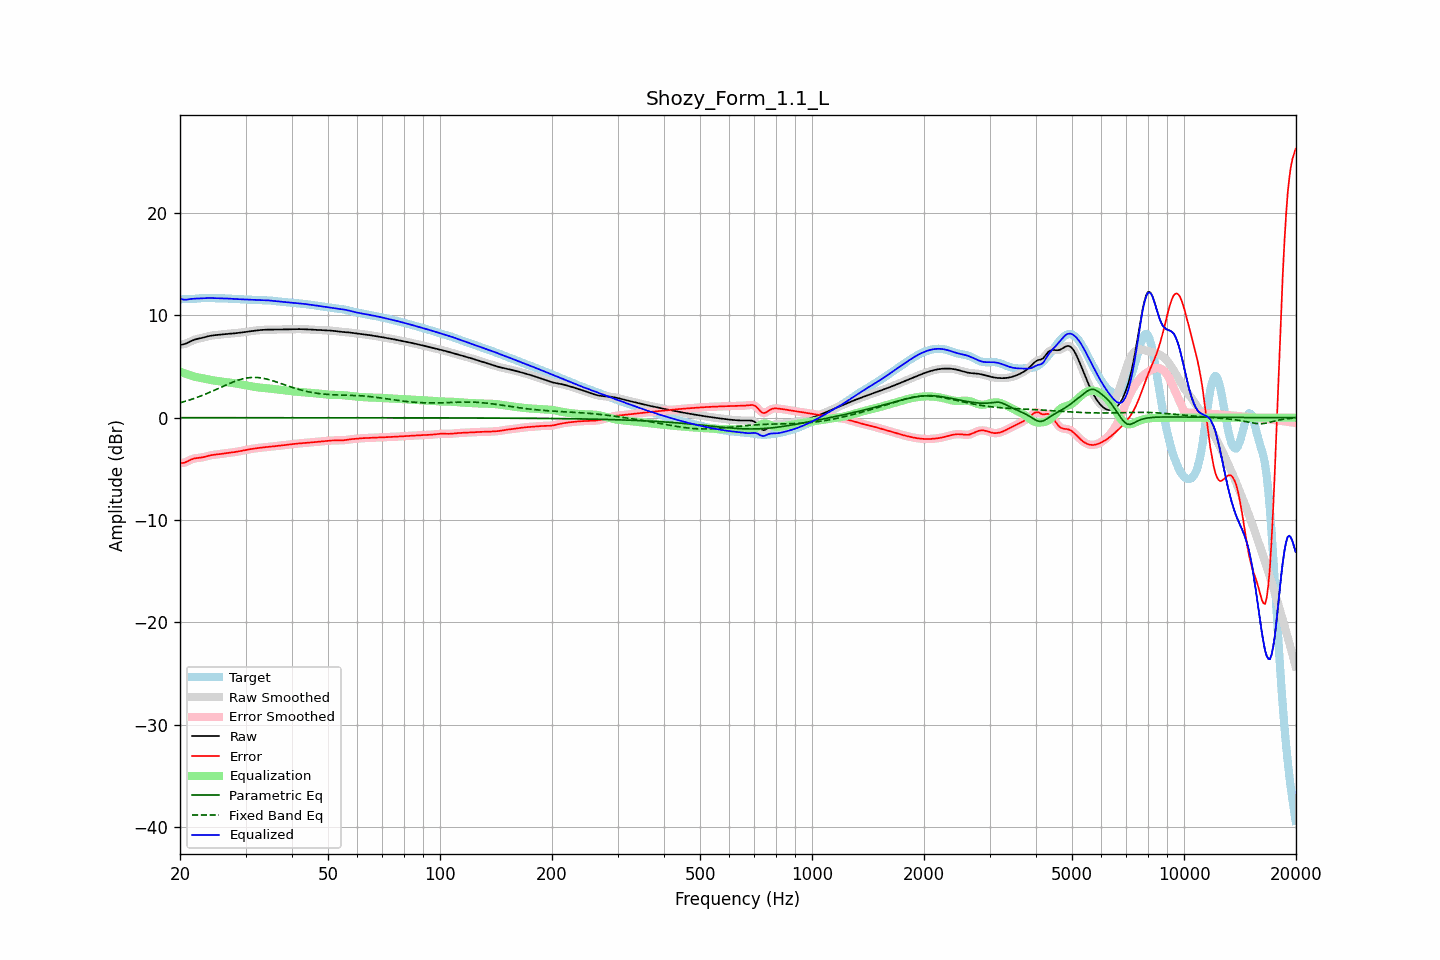 Shozy_Form_1.1_L
Amplitude (dBr)
20
10
0
−10
−20
−30
−40
Target
Raw Smoothed
Error Smoothed
Raw
Error
Equalization
Parametric Eq
Fixed Band Eq
Equalized
20 50 100 200 500 1000 2000 5000 10000 20000
Frequency (Hz)